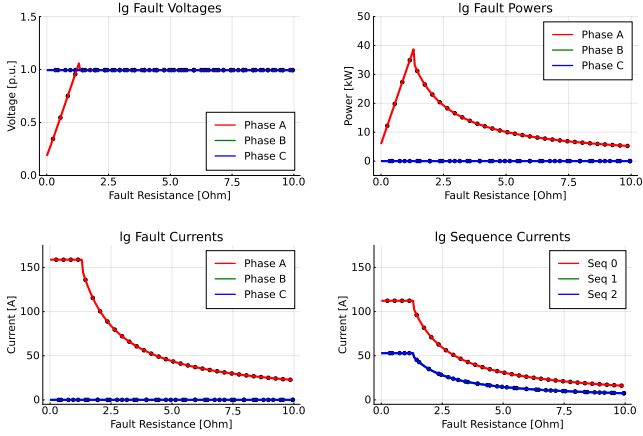 lg Fault Voltages
Voltage [p.u.]
1.5
1.0
0.5
0.0
0.0 2.5 5.0 7.5 10.0
Fault Resistance [Ohm]
Phase A
Phase B
Phase C
lg Fault Powers
Power [kW]
50
40
30
20
10
0
0.0 2.5 5.0 7.5 10.0
Fault Resistance [Ohm]
Phase A
Phase B
Phase C
lg Fault Currents
Current [A]
150
100
50
0
0.0 2.5 5.0 7.5 10.0
Fault Resistance [Ohm]
Phase A
Phase B
Phase C
lg Sequence Currents
Current [A]
150
100
50
0
0.0 2.5 5.0 7.5 10.0
Fault Resistance [Ohm]
Seq 0
Seq 1
Seq 2